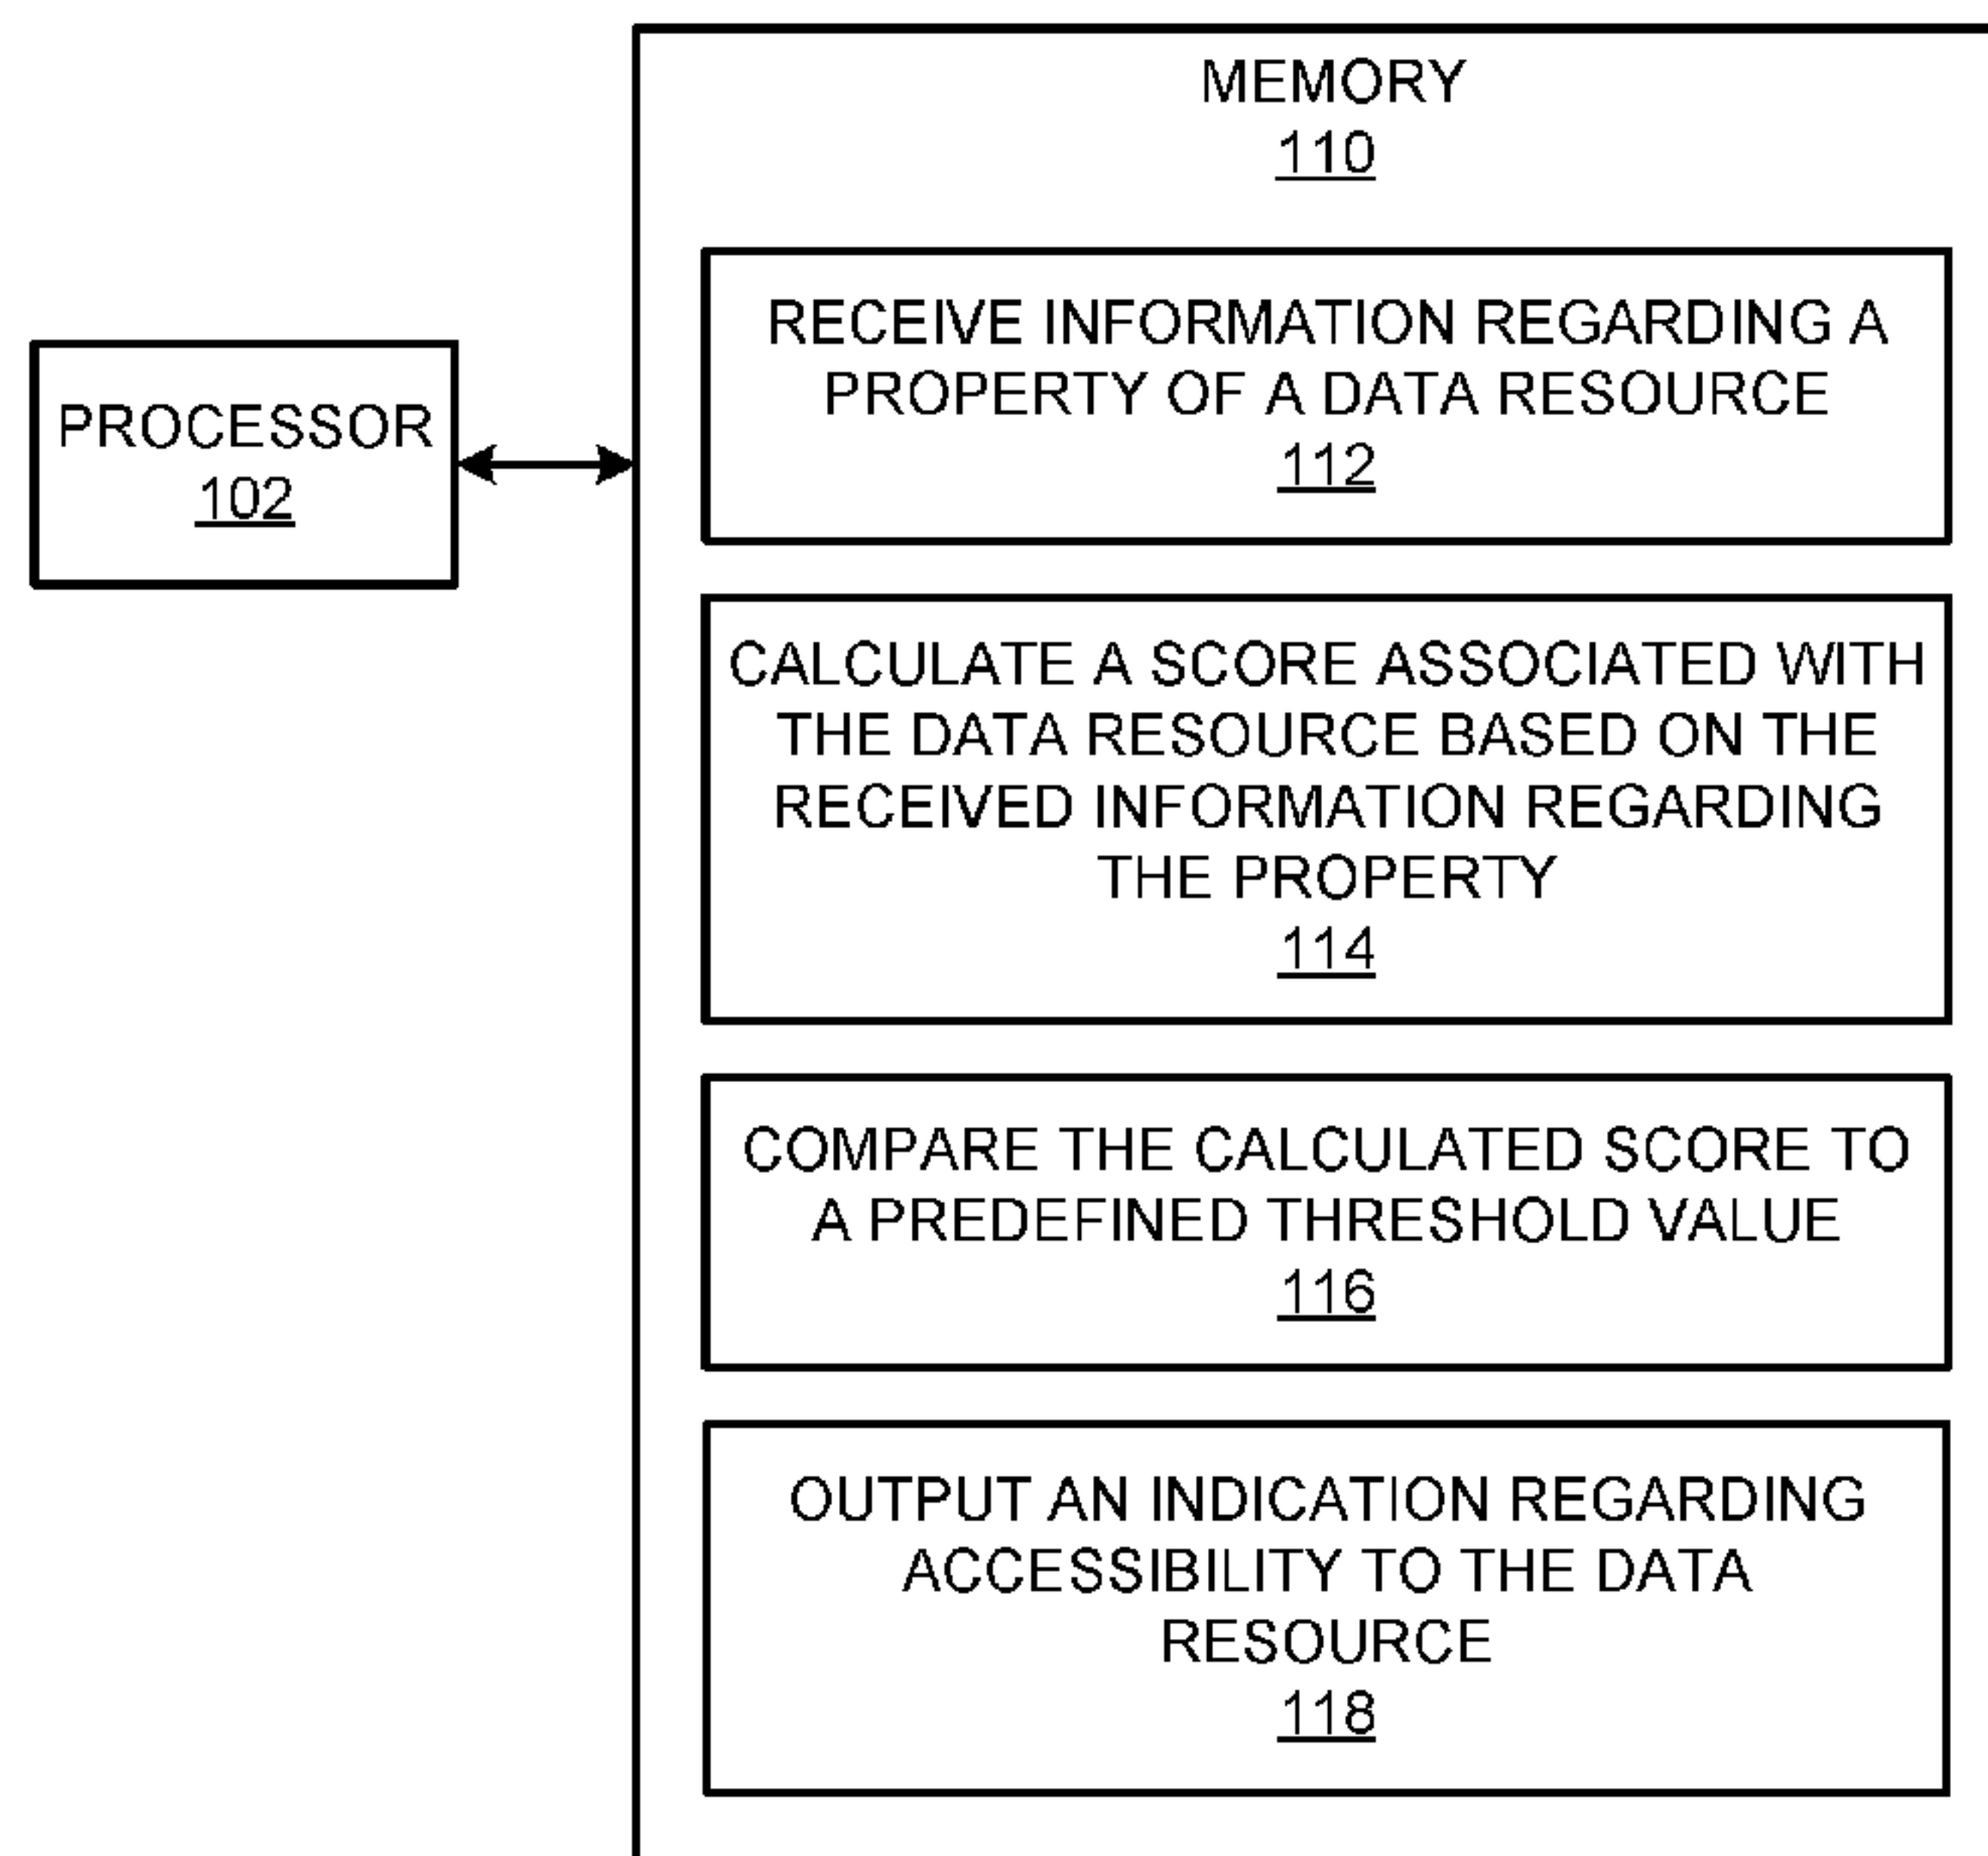 MEMORY
110
PROCESSOR
102
RECEIVE INFORMATION REGARDING A
PROPERTY OF A DATA RESOURCE
112
CALCULATE A SCORE ASSOCIATED WITH
THE DATA RESOURCE BASED ON THE
RECEIVED INFORMATION REGARDING
THE PROPERTY
114
COMPARE THE CALCULATED SCORE TO
A PREDEFINED THRESHOLD VALUE
116
OUTPUT AN INDICATION REGARDING
ACCESSIBILITY TO THE DATA
RESOURCE
118